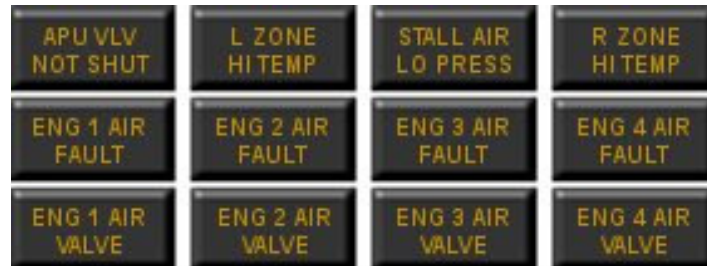 APU VLV
NOT SHUT
L ZONE
HI TEMP
STALL AIR
LO PRESS
R ZONE
HI TEMP
ENG 1 AIR
FAULT
ENG 2 AIR
FAULT
ENG 3 AIR
FAULT
ENG 4 AIR
FAULT
ENG 1 AIR
VALVE
ENG 2 AIR
VALVE
ENG 3 AIR
VALVE
ENG 4 AIR
VALVE